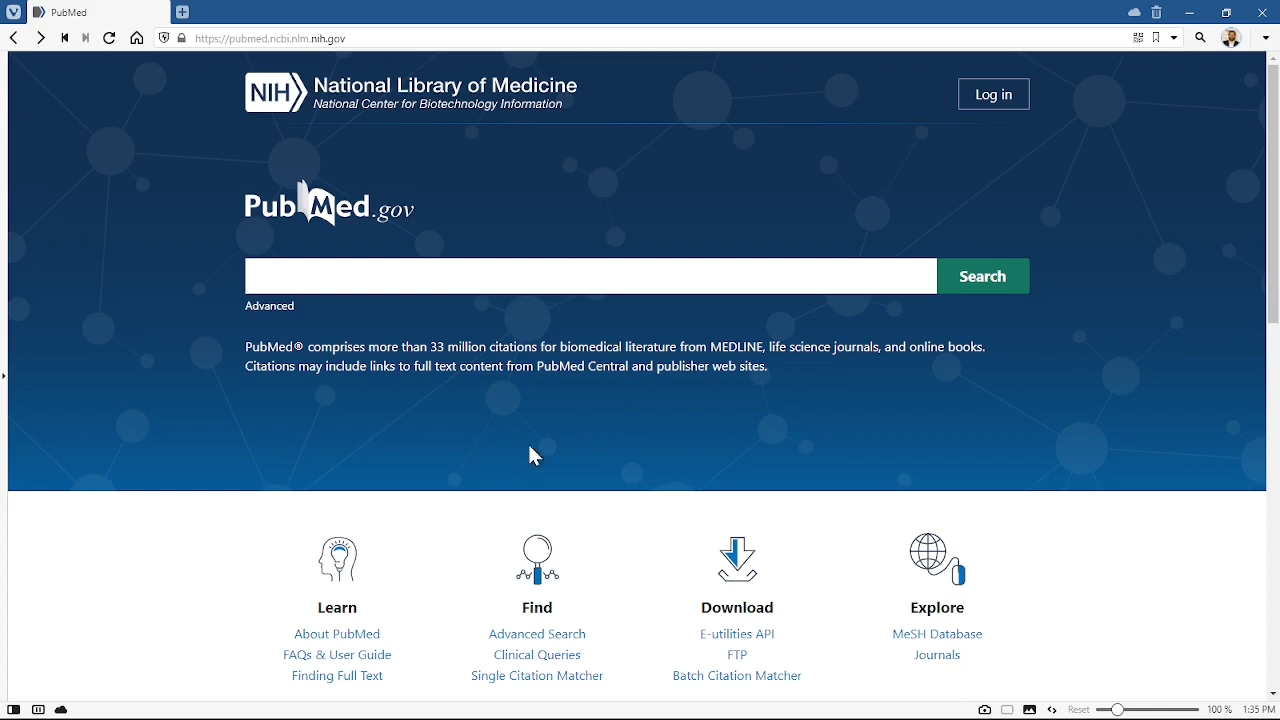 PubMed
https://pubmed.ncbi.nlm.nih.gov
NIH National Library of Medicine
National Center for Biotechnology Information
Log in
PubMed.gov
Search
Advanced
PubMed® comprises more than 33 million citations for biomedical literature from MEDLINE, life science journals, and online books.
Citations may include links to full text content from PubMed Central and publisher web sites.
Learn
About PubMed
FAQs & User Guide
Finding Full Text
Find
Advanced Search
Clinical Queries
Single Citation Matcher
Download
E-utilities API
FTP
Batch Citation Matcher
Explore
MeSH Database
Journals
Reset 100 % 1:35 PM